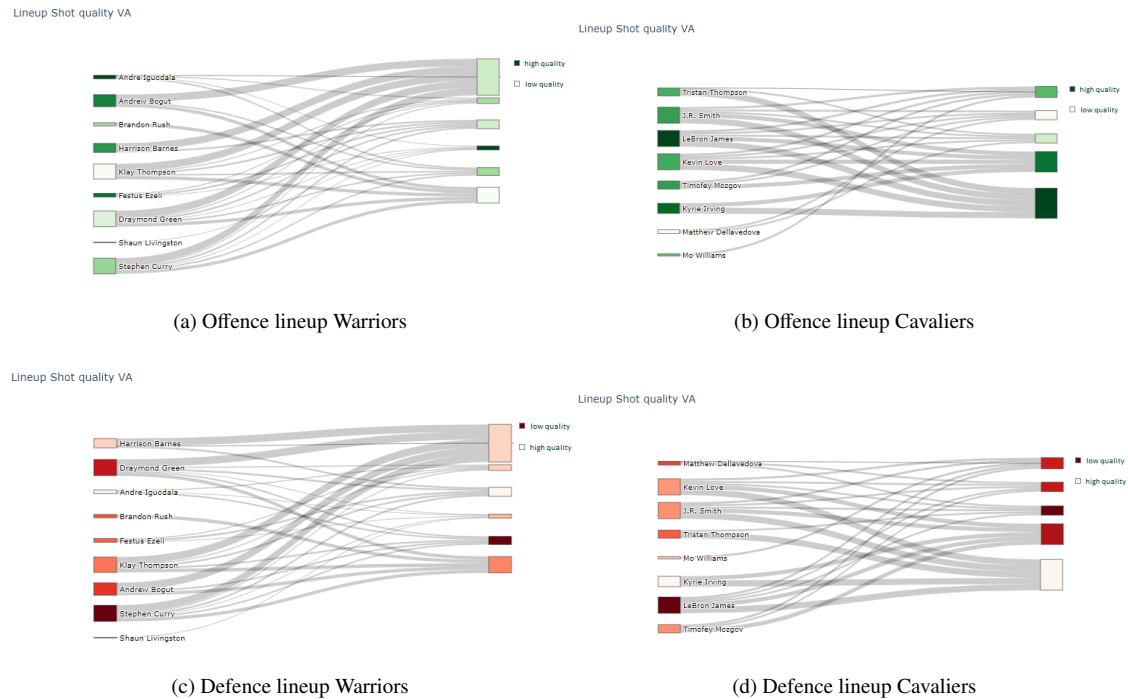 Lineup Shot quality VA
Andre Iguodala
Andrew Bogut
Brandon Rush
Harrison Barnes
Klay Thompson
Festus Ezeli
Draymond Green
Shaun Livingston
Stephen Curry
high quality
low quality
(a) Offence lineup Warriors
Lineup Shot quality VA
Tristan Thompson
J.R. Smith
LeBron James
Kevin Love
Timofey Mozgov
Kyrie Irving
Matthew Dellavedova
Mo Williams
high quality
low quality
(b) Offence lineup Cavaliers
Lineup Shot quality VA
Harrison Barnes
Draymond Green
Andre Iguodala
Brandon Rush
Festus Ezeli
Klay Thompson
Andrew Bogut
Stephen Curry
Shaun Livingston
low quality
high quality
(c) Defence lineup Warriors
Lineup Shot quality VA
Matthew Dellavedova
Kevin Love
J.R. Smith
Tristan Thompson
Mo Williams
Kyrie Irving
LeBron James
Timofey Mozgov
low quality
high quality
(d) Defence lineup Cavaliers